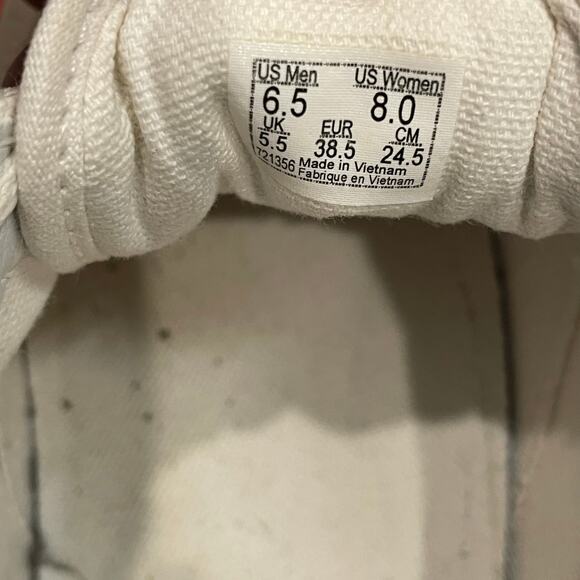 US Men US Women
6.5 8.0
UK EUR CM
5.5 38.5 24.5
721356 Made in Vietnam
Fabrique en Vietnam